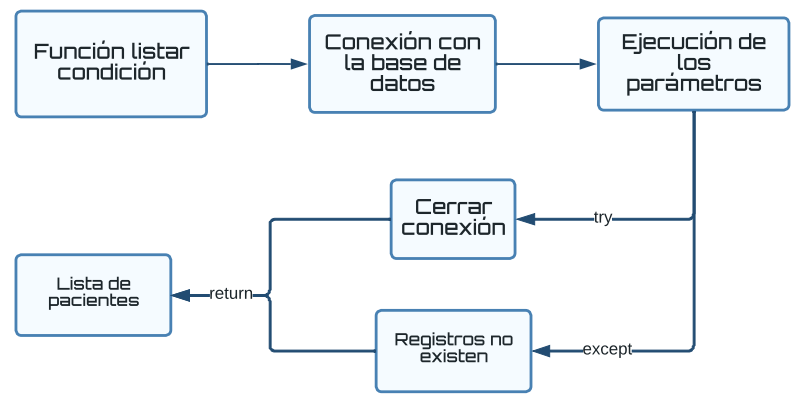 Función listar
condición
Conexión con
la base de
datos
Ejecución de
los
parámetros
Cerrar
conexión
try
Lista de
pacientes
return
Registros no
existen
except